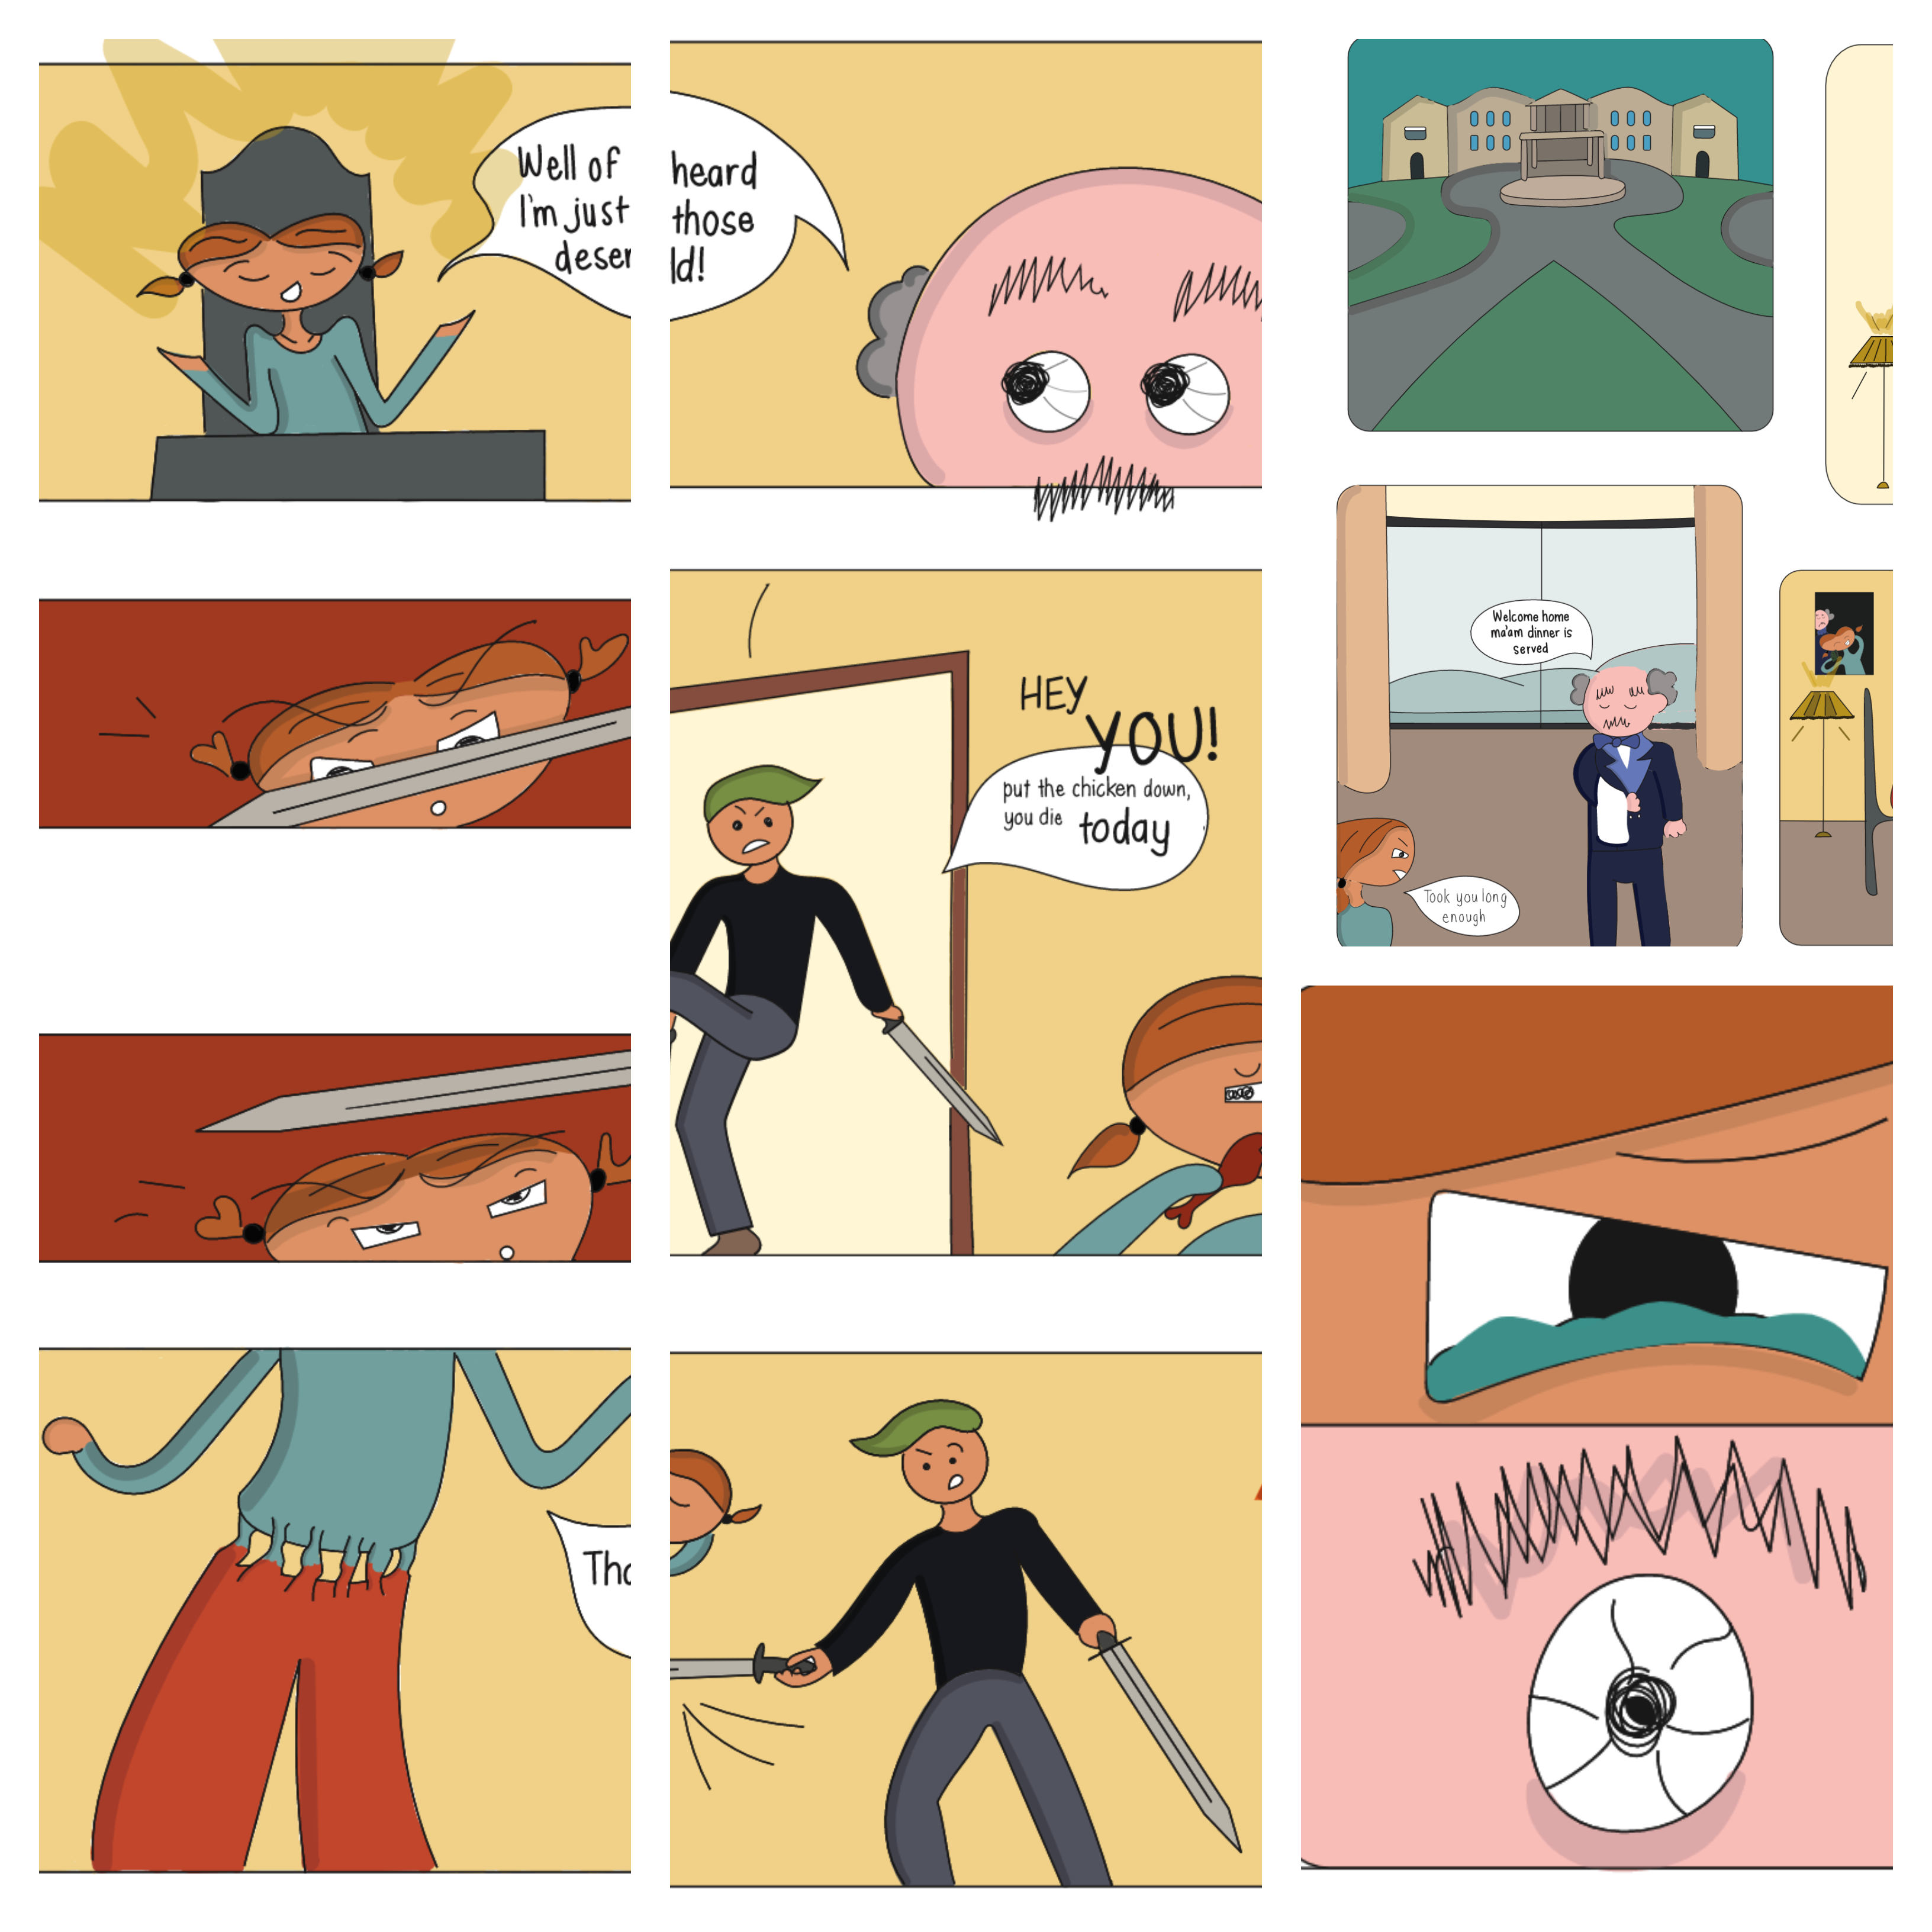 Well of
I'm just
deser
heard
those
ld!
Welcome home
ma'am dinner is
served
Took you long
enough
HEY
YOU!
put the chicken down,
you die today
Tha